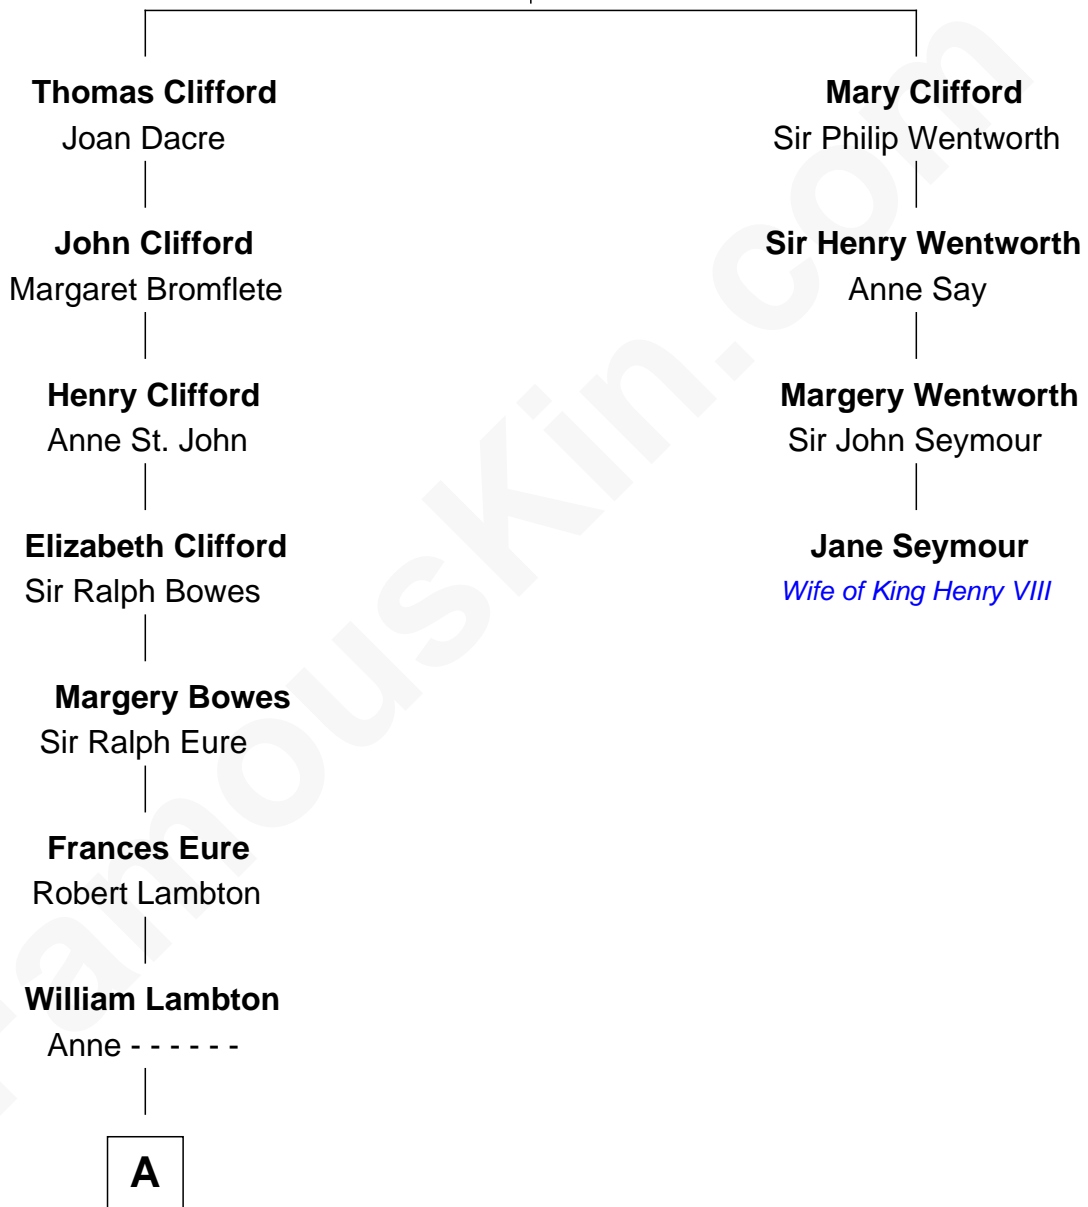 Thomas Clifford
Joan Dacre
John Clifford
Margaret Bromflete
Henry Clifford
Anne St. John
Elizabeth Clifford
Sir Ralph Bowes
Margery Bowes
Sir Ralph Eure
Frances Eure
Robert Lambton
William Lambton
Anne - - - - - -
A
Mary Clifford
Sir Philip Wentworth
Sir Henry Wentworth
Anne Say
Margery Wentworth
Sir John Seymour
Jane Seymour
Wife of King Henry VIII
FamousKin.com